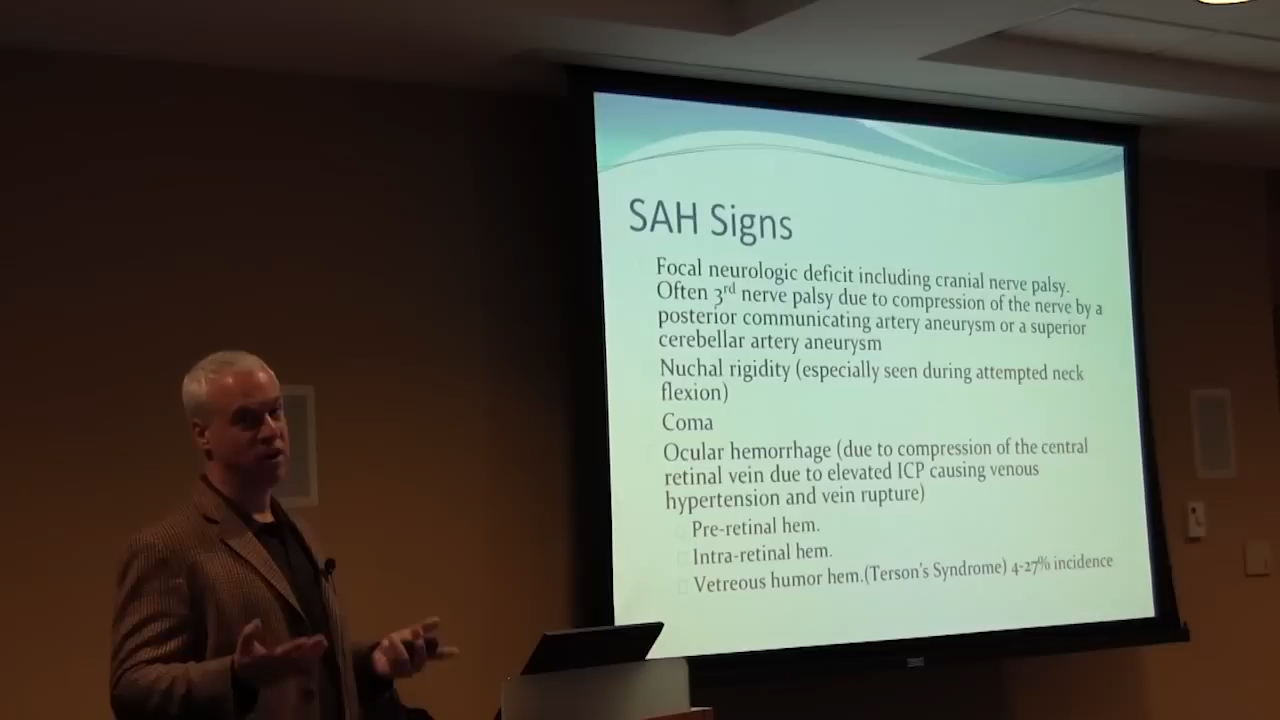 SAH Signs
Focal neurologic deficit including cranial nerve palsy.
Often 3rd nerve palsy due to compression of the nerve by a
posterior communicating artery aneurysm or a superior
cerebellar artery aneurysm
Nuchal rigidity (especially seen during attempted neck
flexion)
Coma
Ocular hemorrhage (due to compression of the central
retinal vein due to elevated ICP causing venous
hypertension and vein rupture)
Pre-retinal hem.
Intra-retinal hem.
Vetreous humor hem.(Terson's Syndrome) 4-27% incidence